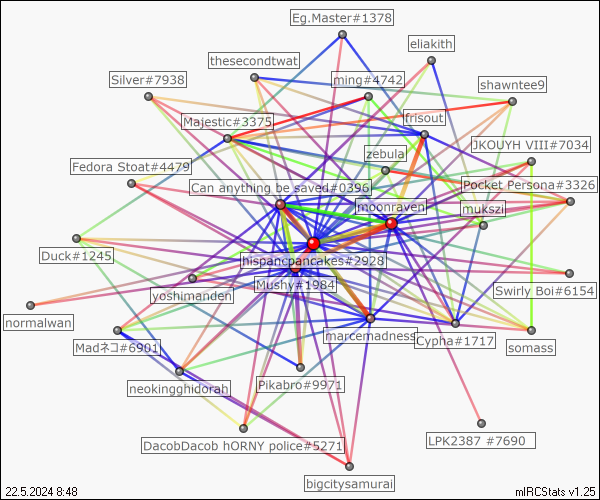 Eg.Master#1378
eliakith
thesecondtwat
Silver#7938
ming#4742
shawntee9
Majestic#3375
frisout
JKOUYH VIII#7034
zebula
Fedora Stoat#4479
Can anything be saved#0396
Pocket Persona#3326
moonraven
mukszi
Duck#1245
hispanicpancakes#2928
Mushy#1984
Swirly Boi#6154
yoshimanden
normalwan
marcemadness
Cypha#1717
somass
Madネコ#6901
neokingghidorah
Pikabro#9971
DacobDacob hORNY police#5271
LPK2387 #7690
bigcitysamurai
22.5.2024 8:48
mIRCStats v1.25